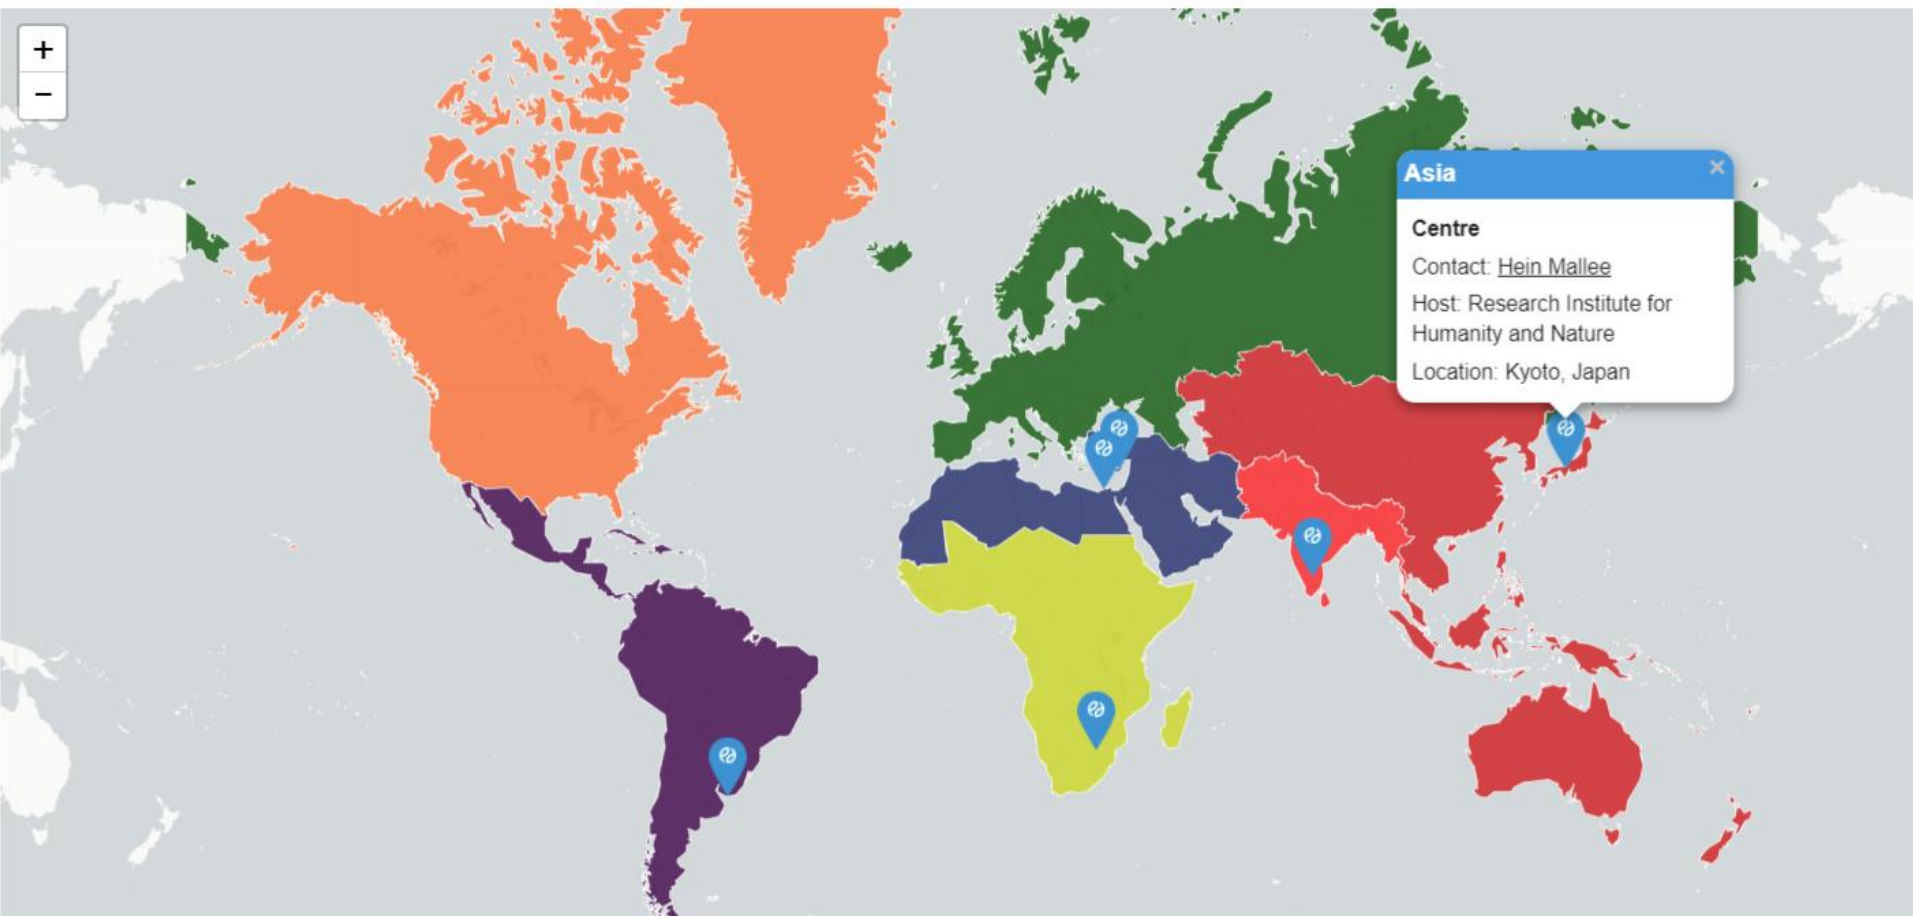 +
−
Asia ×
Centre
Contact: Hein Mallee
Host: Research Institute for
Humanity and Nature
Location: Kyoto, Japan